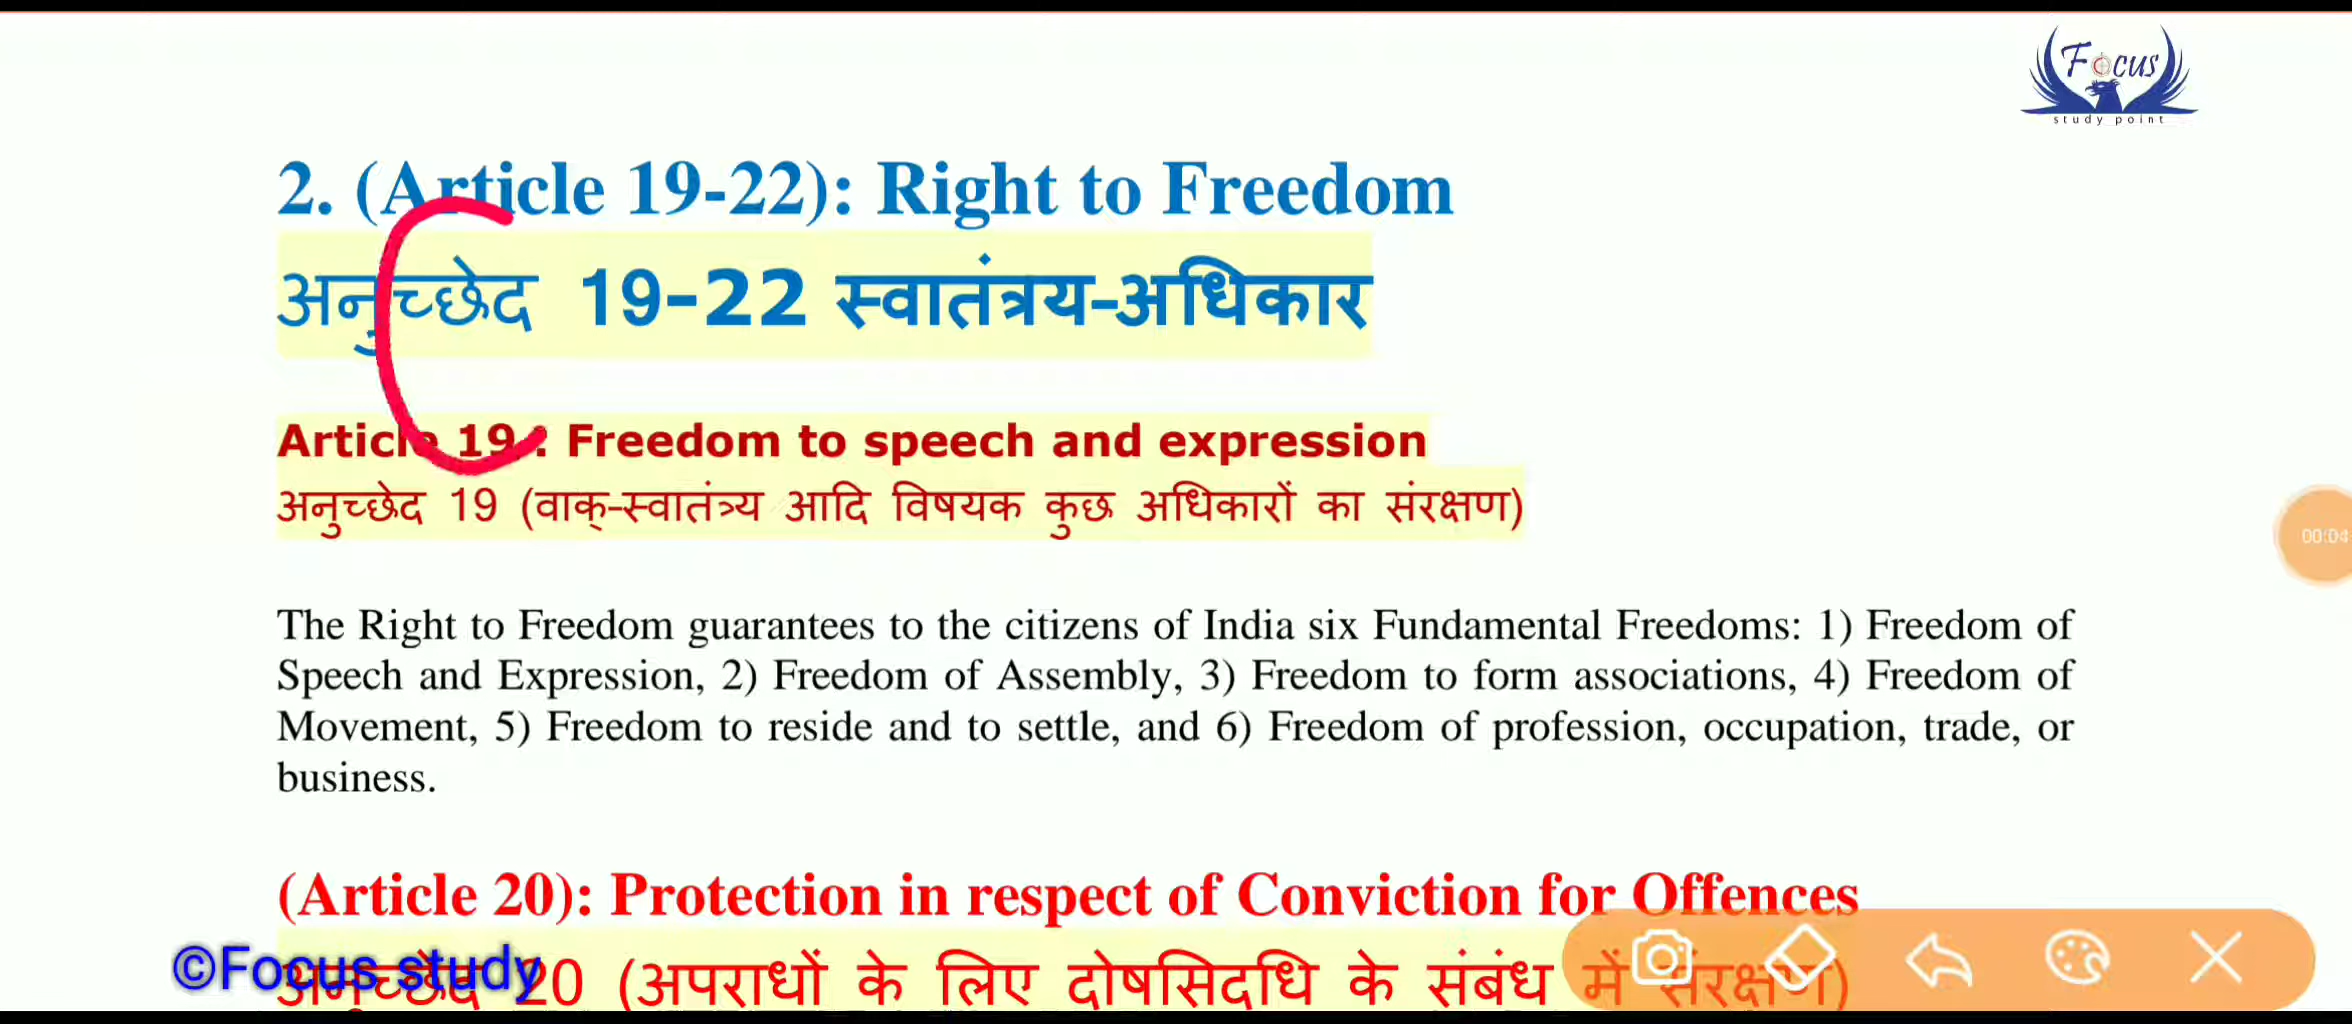 Focus
study point
2. (Article 19-22): Right to Freedom
अनुच्छेद 19-22 स्वातंत्रय-अधिकार
Article 19 : Freedom to speech and expression
अनुच्छेद 19 (वाक्-स्वातंत्र्य आदि विषयक कुछ अधिकारों का संरक्षण)
00:04
The Right to Freedom guarantees to the citizens of India six Fundamental Freedoms: 1) Freedom of
Speech and Expression, 2) Freedom of Assembly, 3) Freedom to form associations, 4) Freedom of
Movement, 5) Freedom to reside and to settle, and 6) Freedom of profession, occupation, trade, or
business.
(Article 20): Protection in respect of Conviction for Offences
©Focus study
अनुच्छेद 20 (अपराधों के लिए दोषसिदधि के संबंध में संरक्षण)